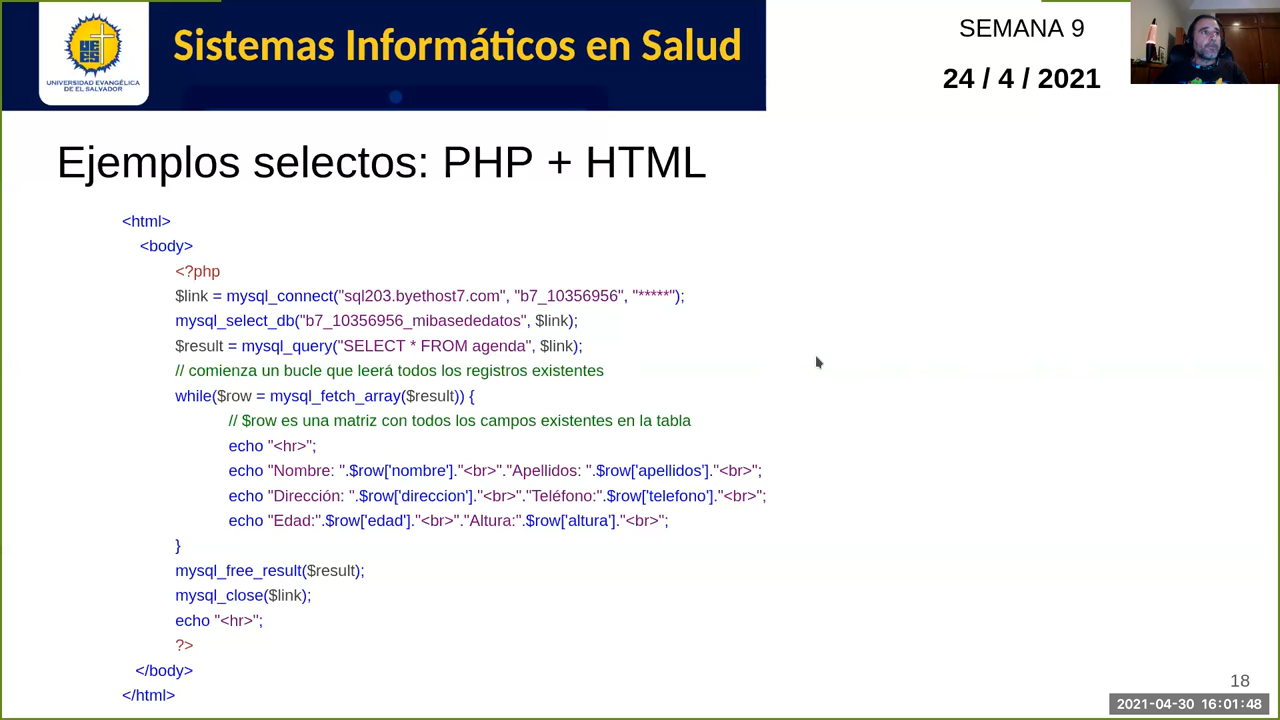 UNIVERSIDAD EVANGÉLICA
DE EL SALVADOR
Sistemas Informáticos en Salud
SEMANA 9
24 / 4 / 2021
Ejemplos selectos: PHP + HTML
<html>
<body>
<?php
$link = mysql_connect("sql203.byethost7.com", "b7_10356956", "*****");
mysql_select_db("b7_10356956_mibasededatos", $link);
$result = mysql_query("SELECT * FROM agenda", $link);
// comienza un bucle que leerá todos los registros existentes
while($row = mysql_fetch_array($result)) {
// $row es una matriz con todos los campos existentes en la tabla
echo "<hr>";
echo "Nombre: ".$row['nombre']."<br>"."Apellidos: ".$row['apellidos']."<br>";
echo "Dirección: ".$row['direccion']."<br>"."Teléfono:".$row['telefono']."<br>";
echo "Edad:".$row['edad']."<br>"."Altura:".$row['altura']."<br>";
}
mysql_free_result($result);
mysql_close($link);
echo "<hr>";
?>
</body>
</html>
18
2021-04-30 16:01:48